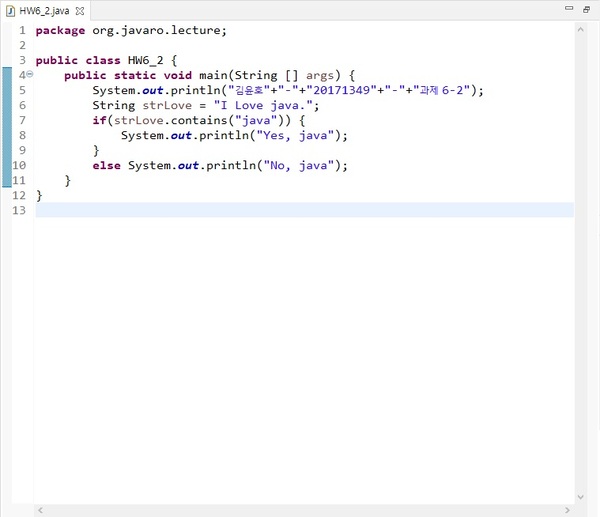 HW6_2.java
1 package org.javaro.lecture;
2
3 public class HW6_2 {
4 public static void main(String [] args) {
5 System.out.println("김윤호"+"-"+"20171349"+"-"+"과제 6-2");
6 String strLove = "I Love java.";
7 if(strLove.contains("java")) {
8 System.out.println("Yes, java");
9 }
10 else System.out.println("No, java");
11 }
12 }
13